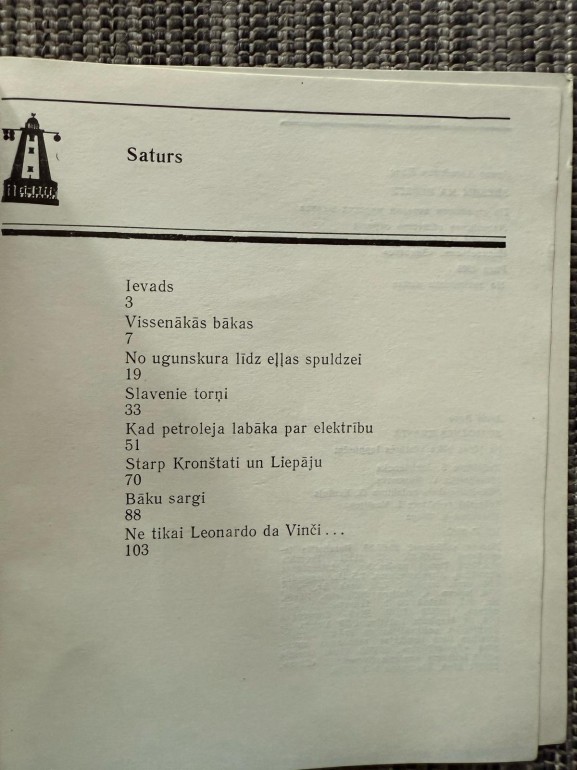 Saturs
Ievads
3
Vissenākās bākas
7
No ugunskura līdz eļļas spuldzei
19
Slavenie torņi
33
Kad petroleja labāka par elektrību
51
Starp Kronštati un Liepāju
70
Bāku sargi
88
Ne tikai Leonardo da Vinči...
103